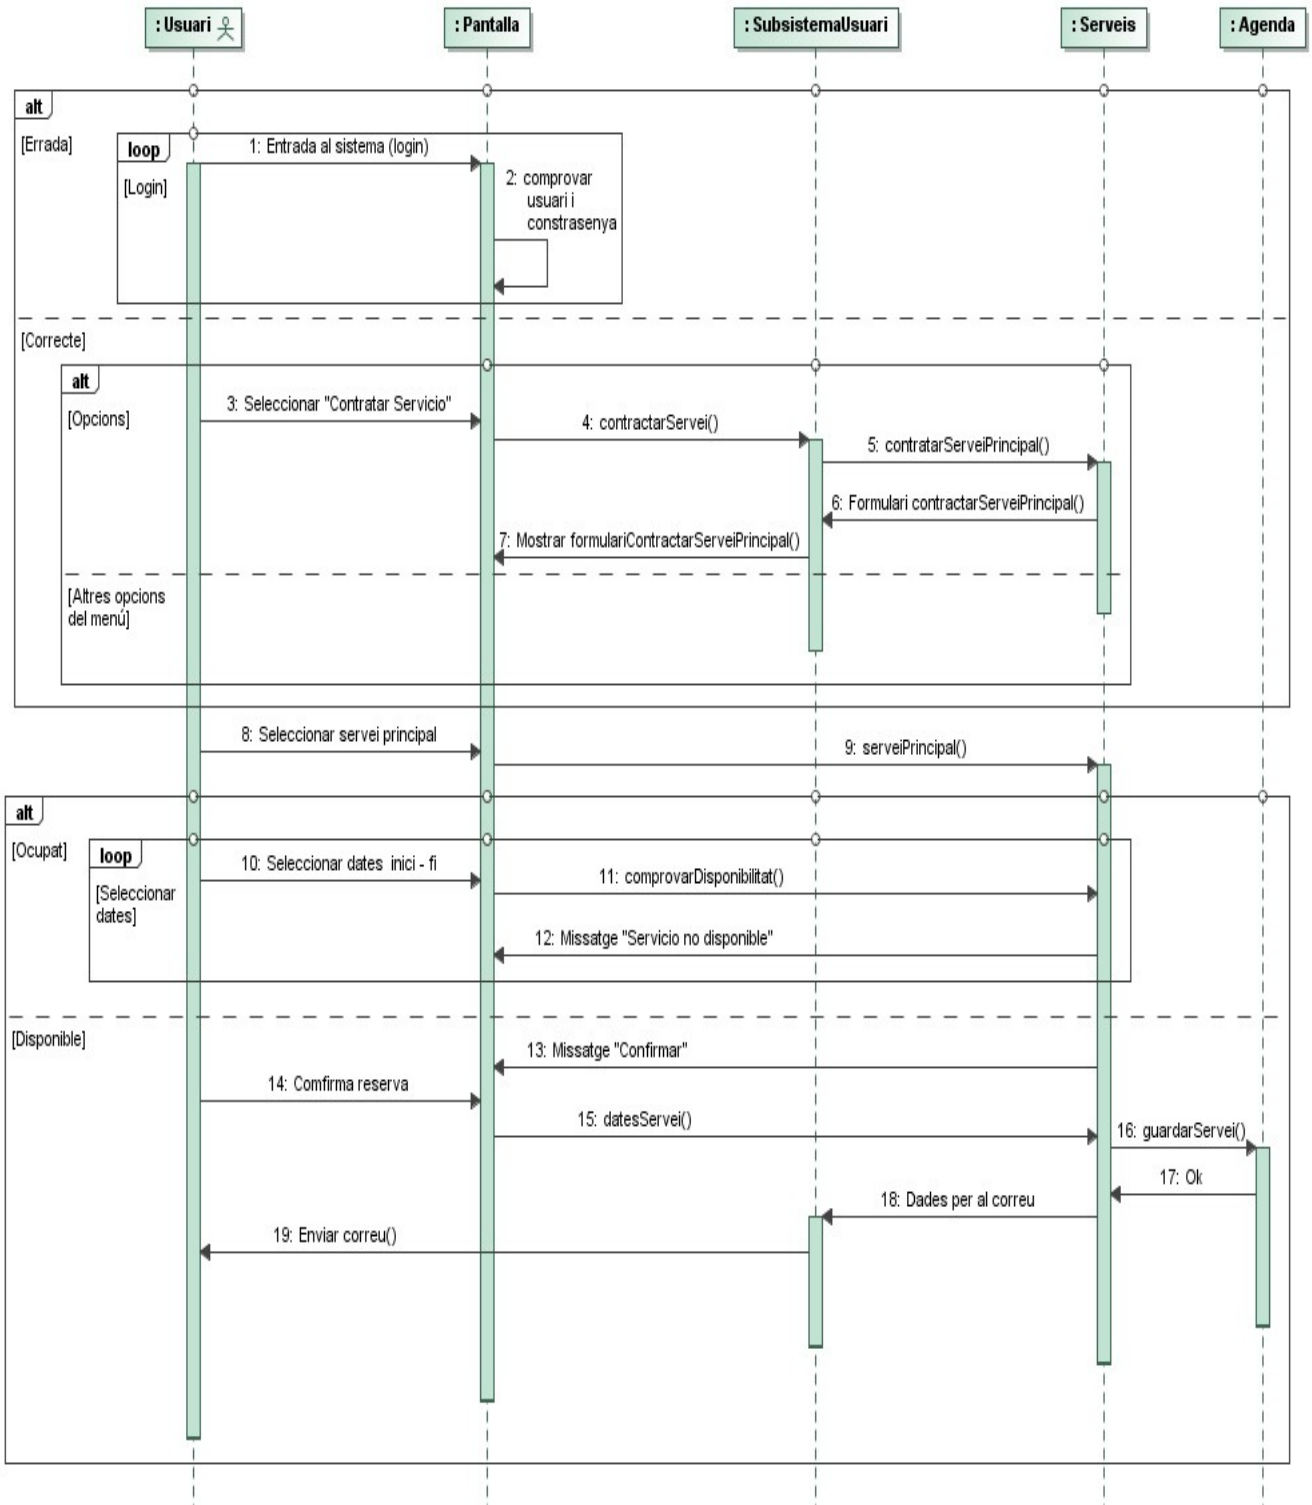 : Usuari
: Pantalla
: SubsistemaUsuari
: Serveis
: Agenda
alt
[Errada]
loop
[Login]
1: Entrada al sistema (login)
2: comprovar
usuari i
constrasenya
[Correcte]
alt
[Opcions]
3: Seleccionar "Contratar Servicio"
4: contractarServei()
5: contratarServeiPrincipal()
6: Formulari contractarServeiPrincipal()
7: Mostrar formulariContractarServeiPrincipal()
[Altres opcions
del menú]
8: Seleccionar servei principal
9: serveiPrincipal()
alt
[Ocupat]
loop
[Seleccionar
dates]
10: Seleccionar dates inici - fi
11: comprovarDisponibilitat()
12: Missatge "Servicio no disponible"
[Disponible]
13: Missatge "Confirmar"
14: Comfirma reserva
15: datesServei()
16: guardarServei()
17: Ok
18: Dades per al correu
19: Enviar correu()